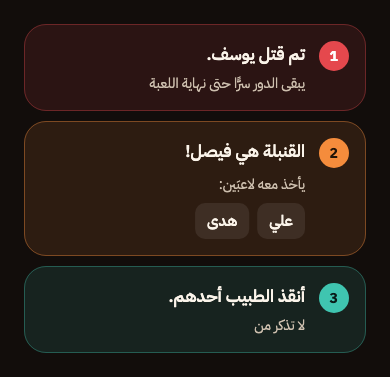 1
تم قتل يوسف.
يبقى الدور سرًّا حتى نهاية اللعبة
2
القنبلة هي فيصل!
يأخذ معه لاعبَين:
علي هدى
3
أنقذ الطبيب أحدهم.
لا تذكر من